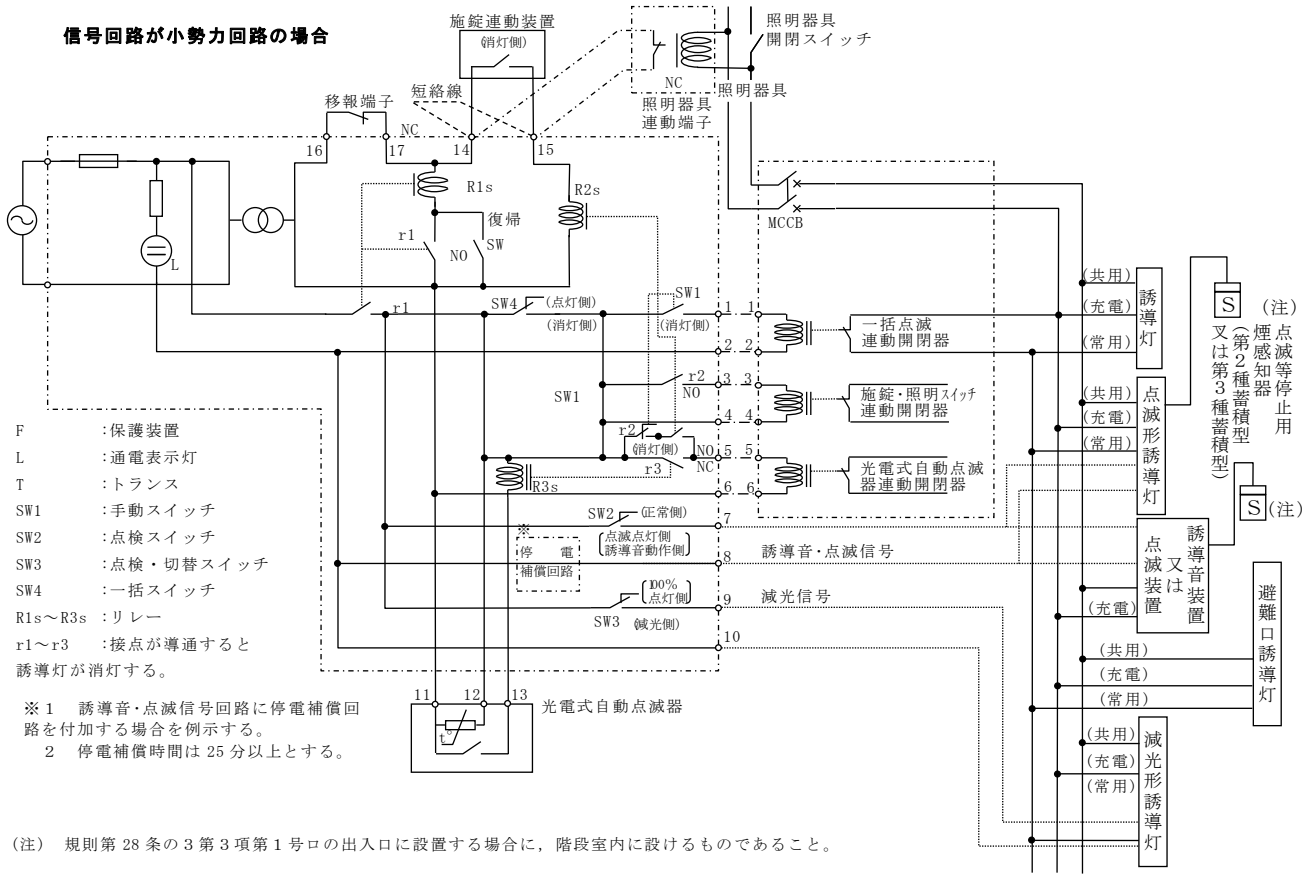 信号回路が小勢力回路の場合
施錠連動装置
(消灯側)
照明器具
開閉スイッチ
NC
照明器具
照明器具
連動端子
短絡線
移報端子
NC
16
17
14
15
R1s
R2s
復帰
r1
NO
SW
L
MCCB
r1
SW4
(点灯側)
(消灯側)
SW1
(消灯側)
1
1
2
2
一括点滅
連動開閉器
(共用)
(充電)
(常用)
誘導灯
S
(注)
点滅等停止用
煙感知器
(第2種蓄積型
又は第3種蓄積型)
SW1
r2
NO
3
3
4
4
施錠・照明スイッチ
連動開閉器
(共用)
(充電)
(常用)
点滅形誘導灯
r2
(消灯側)
NO
NC
r3
R3s
5
5
6
6
光電式自動点滅
器連動開閉器
S
(注)
F :保護装置
L :通電表示灯
T :トランス
SW1 :手動スイッチ
SW2 :点検スイッチ
SW3 :点検・切替スイッチ
SW4 :一括スイッチ
R1s～R3s :リレー
r1～r3 :接点が導通すると
誘導灯が消灯する。
※
停電
補償回路
SW2
(正常側)
点滅点灯側
誘導音動作側
7
8
誘導音・点滅信号
100%
点灯側
SW3
(減光側)
9
減光信号
10
(充電)
誘導音装置
又は
点滅装置
(共用)
(充電)
(常用)
避難口誘導灯
(共用)
(充電)
(常用)
減光形誘導灯
11
12
13
光電式自動点滅器
t°
※1 誘導音・点滅信号回路に停電補償回
路を付加する場合を例示する。
2 停電補償時間は25分以上とする。
(注) 規則第28条の3第3項第1号ロの出入口に設置する場合に，階段室内に設けるものであること。